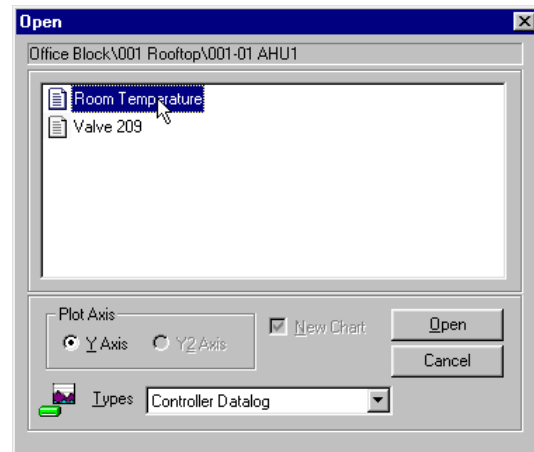 Open
Office Block\001 Rooftop\001-01 AHU1
Room Temperature
Valve 209
Plot Axis
Y Axis
Y2 Axis
New Chart
Open
Cancel
Types
Controller Datalog